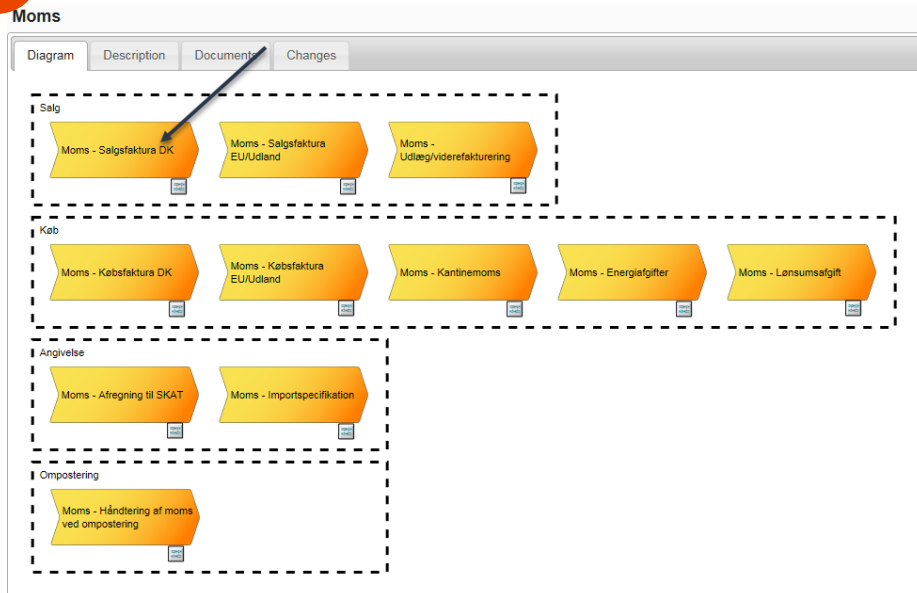 Moms
Diagram Description Documents Changes
Salg
Moms - Salgsfaktura DK
Moms - Salgsfaktura
EU/Udland
Moms -
Udlæg/viderefakturering
Køb
Moms - Købsfaktura DK
Moms - Købsfaktura
EU/Udland
Moms - Kantinemoms
Moms - Energiafgifter
Moms - Lønsumsafgift
Angivelse
Moms - Afregning til SKAT
Moms - Importspecifikation
Ompostering
Moms - Håndtering af moms
ved ompostering